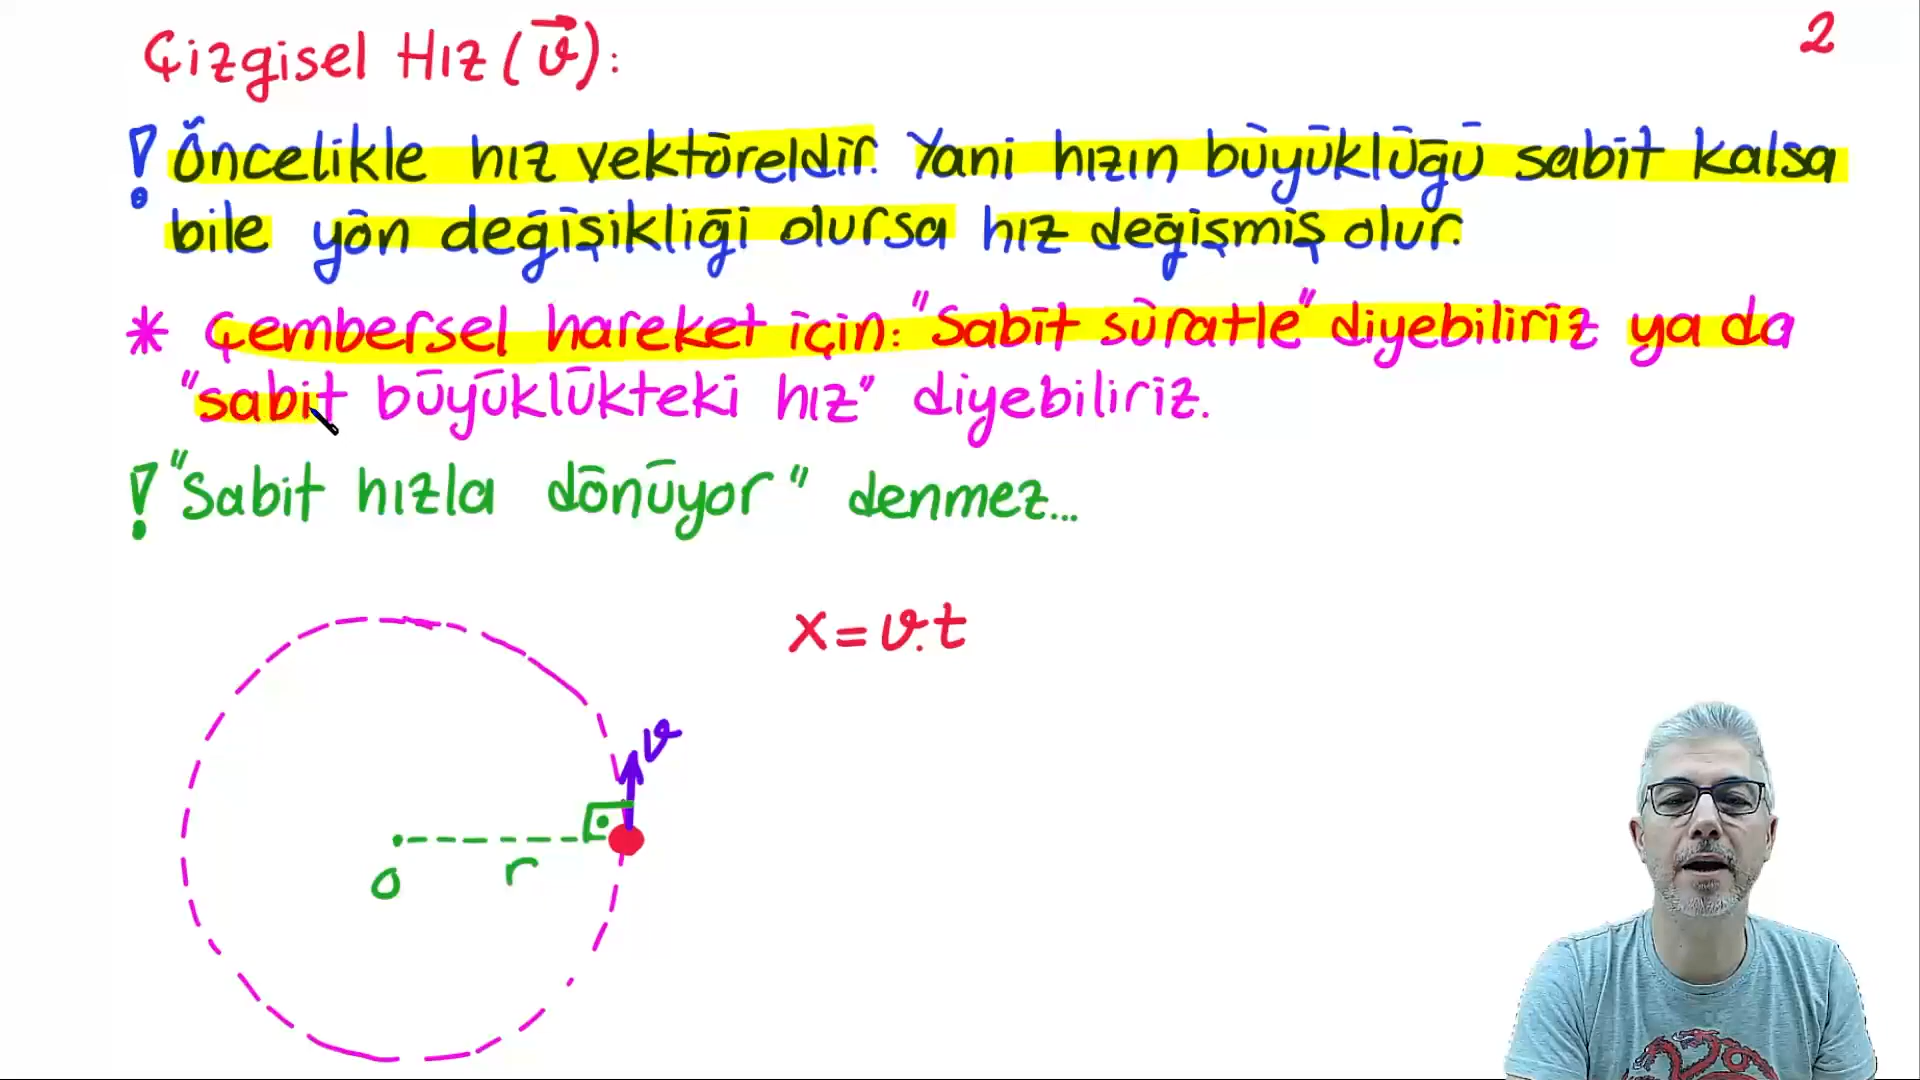 Çizgisel Hız (v⃗):
2
! Öncelikle hız vektöreldir. Yani hızın büyüklüğü sabit kalsa
bile yön değişikliği olursa hız değişmiş olur.
* Çembersel hareket için: "Sabit süratle" diyebiliriz ya da
"sabit büyüklükteki hız" diyebiliriz.
! "Sabit hızla dönüyor" denmez...
x = v.t
v
r
o